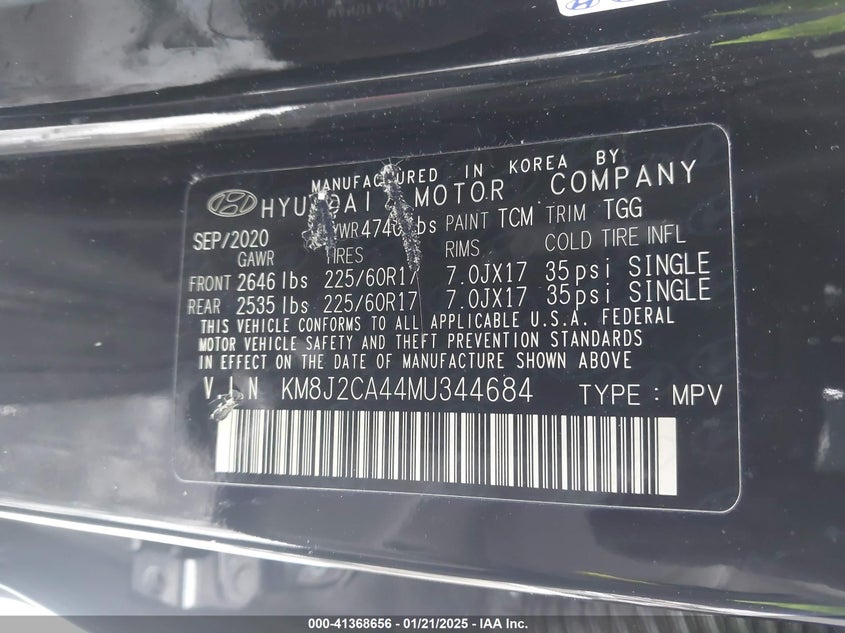 MANUFACTURED IN KOREA BY
HYUNDAI MOTOR COMPANY
SEP/2020 GVWR 4740 lbs PAINT TCM TRIM TGG
GAWR TIRES RIMS COLD TIRE INFL
FRONT 2646 lbs 225/60R17 7.0JX17 35psi SINGLE
REAR 2535 lbs 225/60R17 7.0JX17 35psi SINGLE
THIS VEHICLE CONFORMS TO ALL APPLICABLE U.S.A. FEDERAL
MOTOR VEHICLE SAFETY AND THEFT PREVENTION STANDARDS
IN EFFECT ON THE DATE OF MANUFACTURE SHOWN ABOVE
VIN KM8J2CA44MU344684 TYPE : MPV
000-41368656 - 01/21/2025 - IAA Inc.